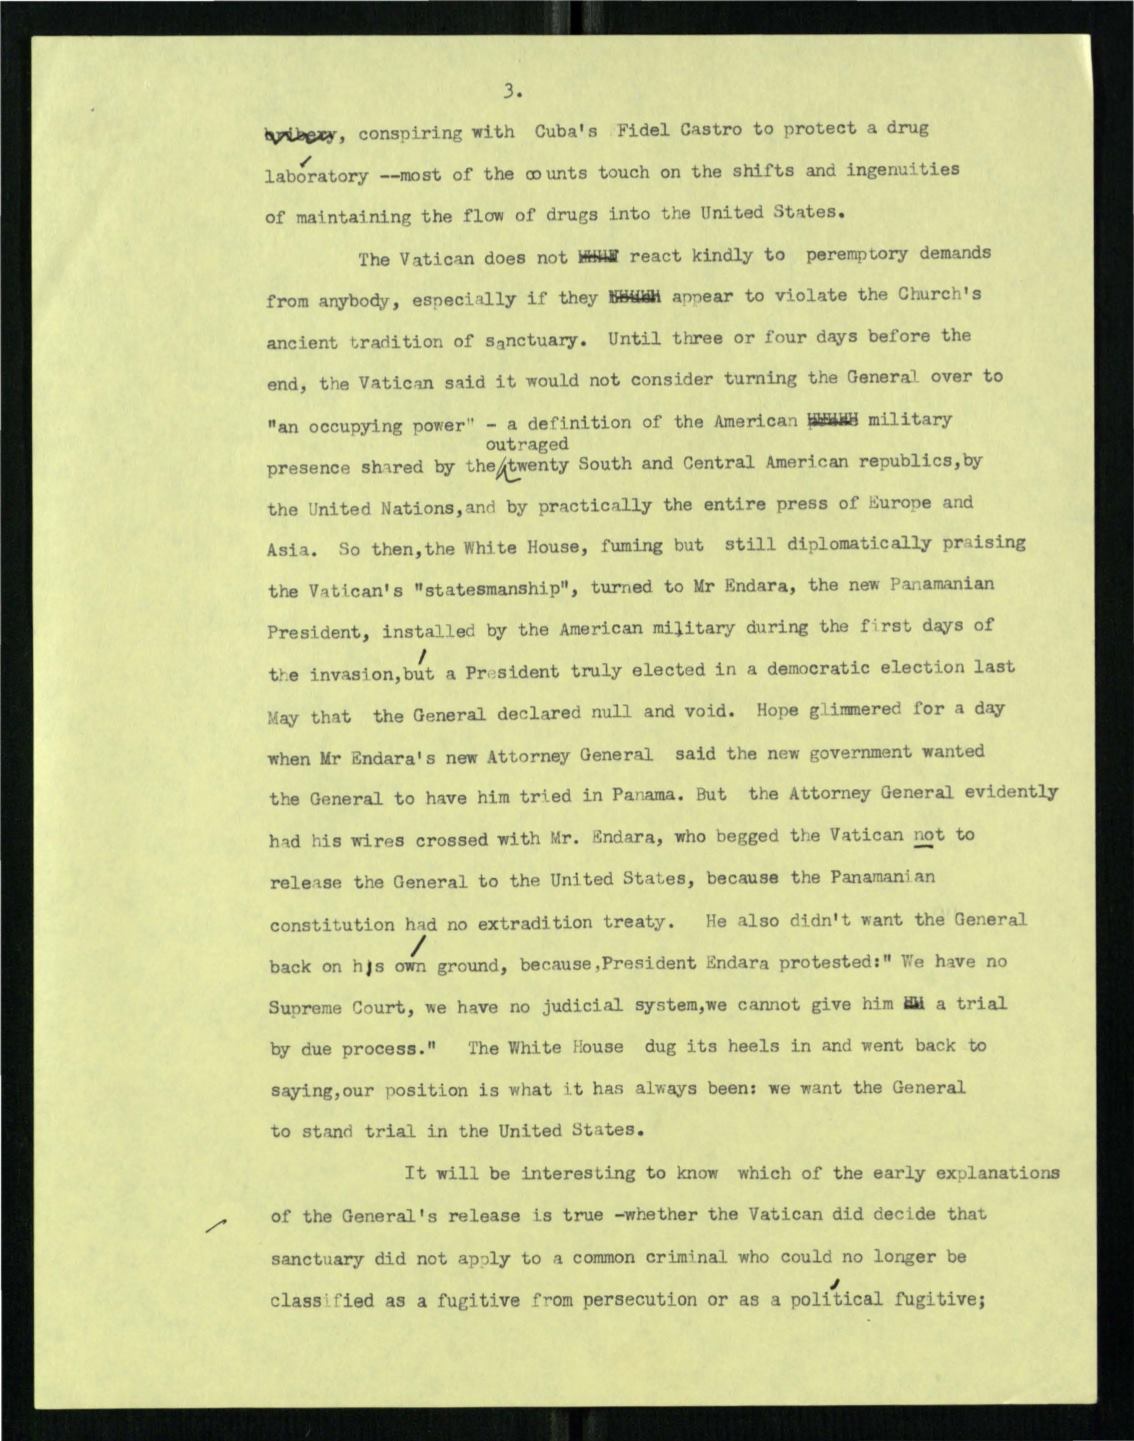 3.
bribery, conspiring with Cuba's Fidel Castro to protect a drug
laboratory --most of the counts touch on the shifts and ingenuities
of maintaining the flow of drugs into the United States.
The Vatican does not react kindly to peremptory demands
from anybody, especially if they appear to violate the Church's
ancient tradition of sanctuary. Until three or four days before the
end, the Vatican said it would not consider turning the General over to
"an occupying power" - a definition of the American military
outraged
presence shared by the twenty South and Central American republics,by
the United Nations,and by practically the entire press of Europe and
Asia. So then,the White House, fuming but still diplomatically praising
the Vatican's "statesmanship", turned to Mr Endara, the new Panamanian
President, installed by the American military during the first days of
the invasion,but a President truly elected in a democratic election last
May that the General declared null and void. Hope glimmered for a day
when Mr Endara's new Attorney General said the new government wanted
the General to have him tried in Panama. But the Attorney General evidently
had his wires crossed with Mr. Endara, who begged the Vatican not to
release the General to the United States, because the Panamanian
constitution had no extradition treaty. He also didn't want the General
back on his own ground, because,President Endara protested:" We have no
Supreme Court, we have no judicial system,we cannot give him a trial
by due process." The White House dug its heels in and went back to
saying,our position is what it has always been: we want the General
to stand trial in the United States.
It will be interesting to know which of the early explanations
of the General's release is true -whether the Vatican did decide that
sanctuary did not apply to a common criminal who could no longer be
classified as a fugitive from persecution or as a political fugitive;